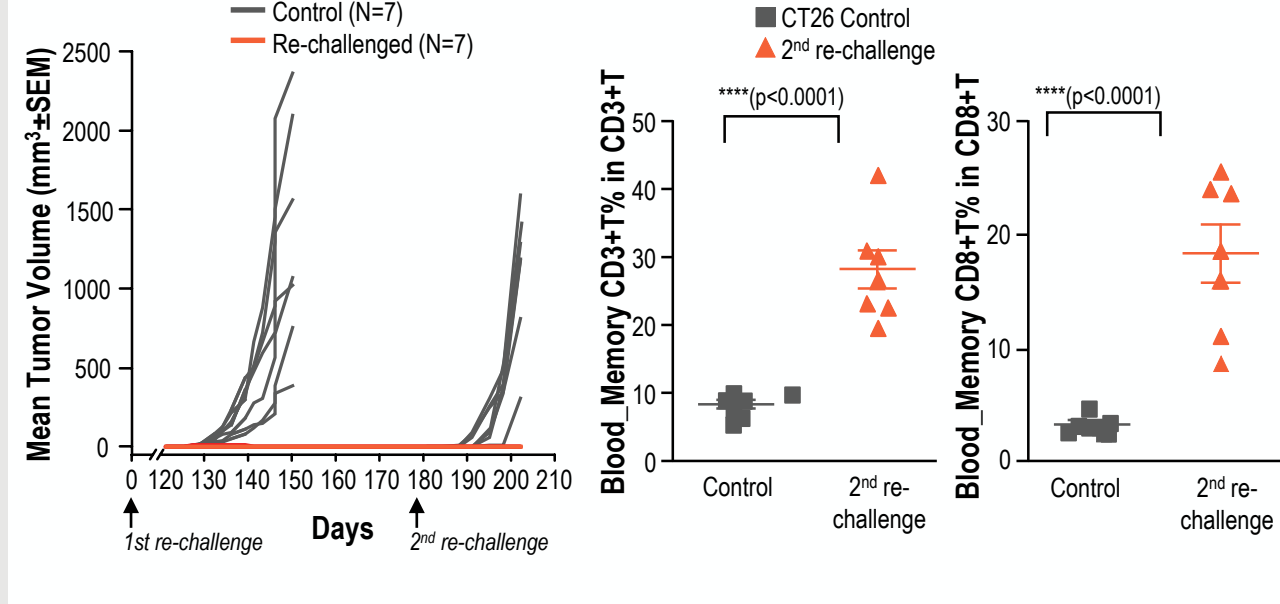 Control (N=7)
Re-challenged (N=7)
Mean Tumor Volume (mm³±SEM)
2500
2000
1500
1000
500
0
0 120 130 140 150 160 170 180 190 200 210
Days
1st re-challenge
2nd re-challenge
CT26 Control
2nd re-challenge
Blood_Memory CD3+T% in CD3+T
****(p<0.0001)
50
40
30
20
10
0
Control
2nd re-
challenge
Blood_Memory CD8+T% in CD8+T
****(p<0.0001)
30
20
10
0
Control
2nd re-
challenge